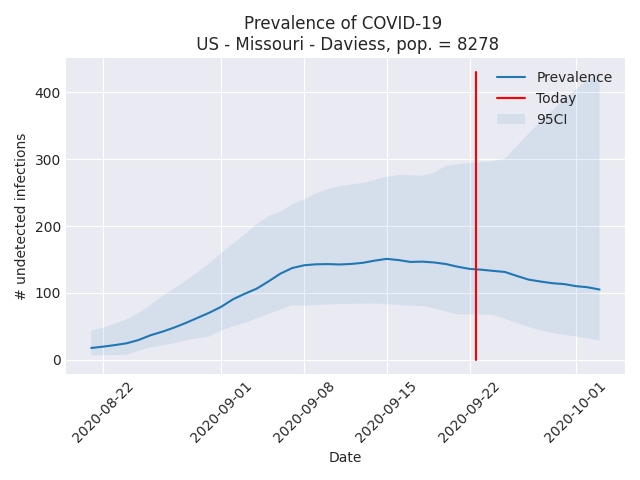 Prevalence of COVID-19
US - Missouri - Daviess, pop. = 8278
Prevalence
Today
95CI
400
300
200
100
0
# undetected infections
2020-08-22
2020-09-01
2020-09-08
2020-09-15
2020-09-22
2020-10-01
Date